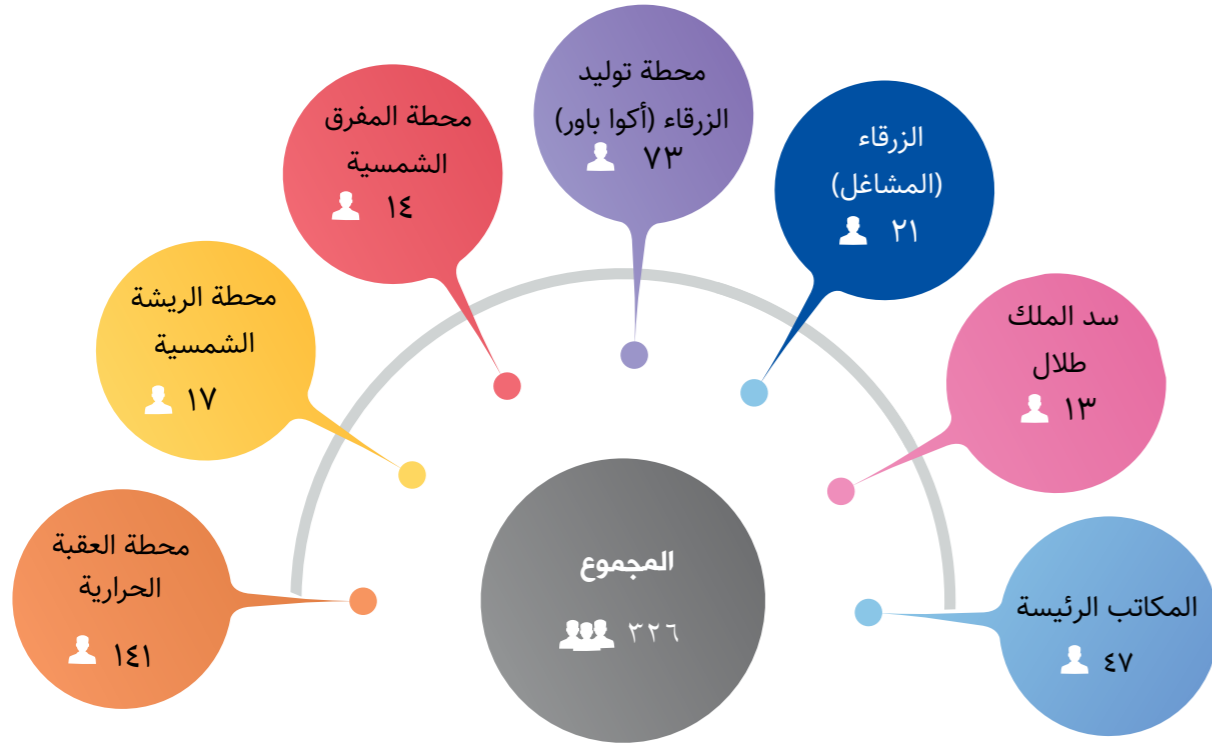 محطة توليد
الزرقاء (أكوا باور)
٧٣
الزرقاء
(المشاغل)
٢١
محطة المفرق
الشمسية
١٤
سد الملك
طلال
١٣
محطة الريشة
الشمسية
١٧
المكاتب الرئيسة
٤٧
محطة العقبة
الحرارية
١٤١
المجموع
٣٢٦